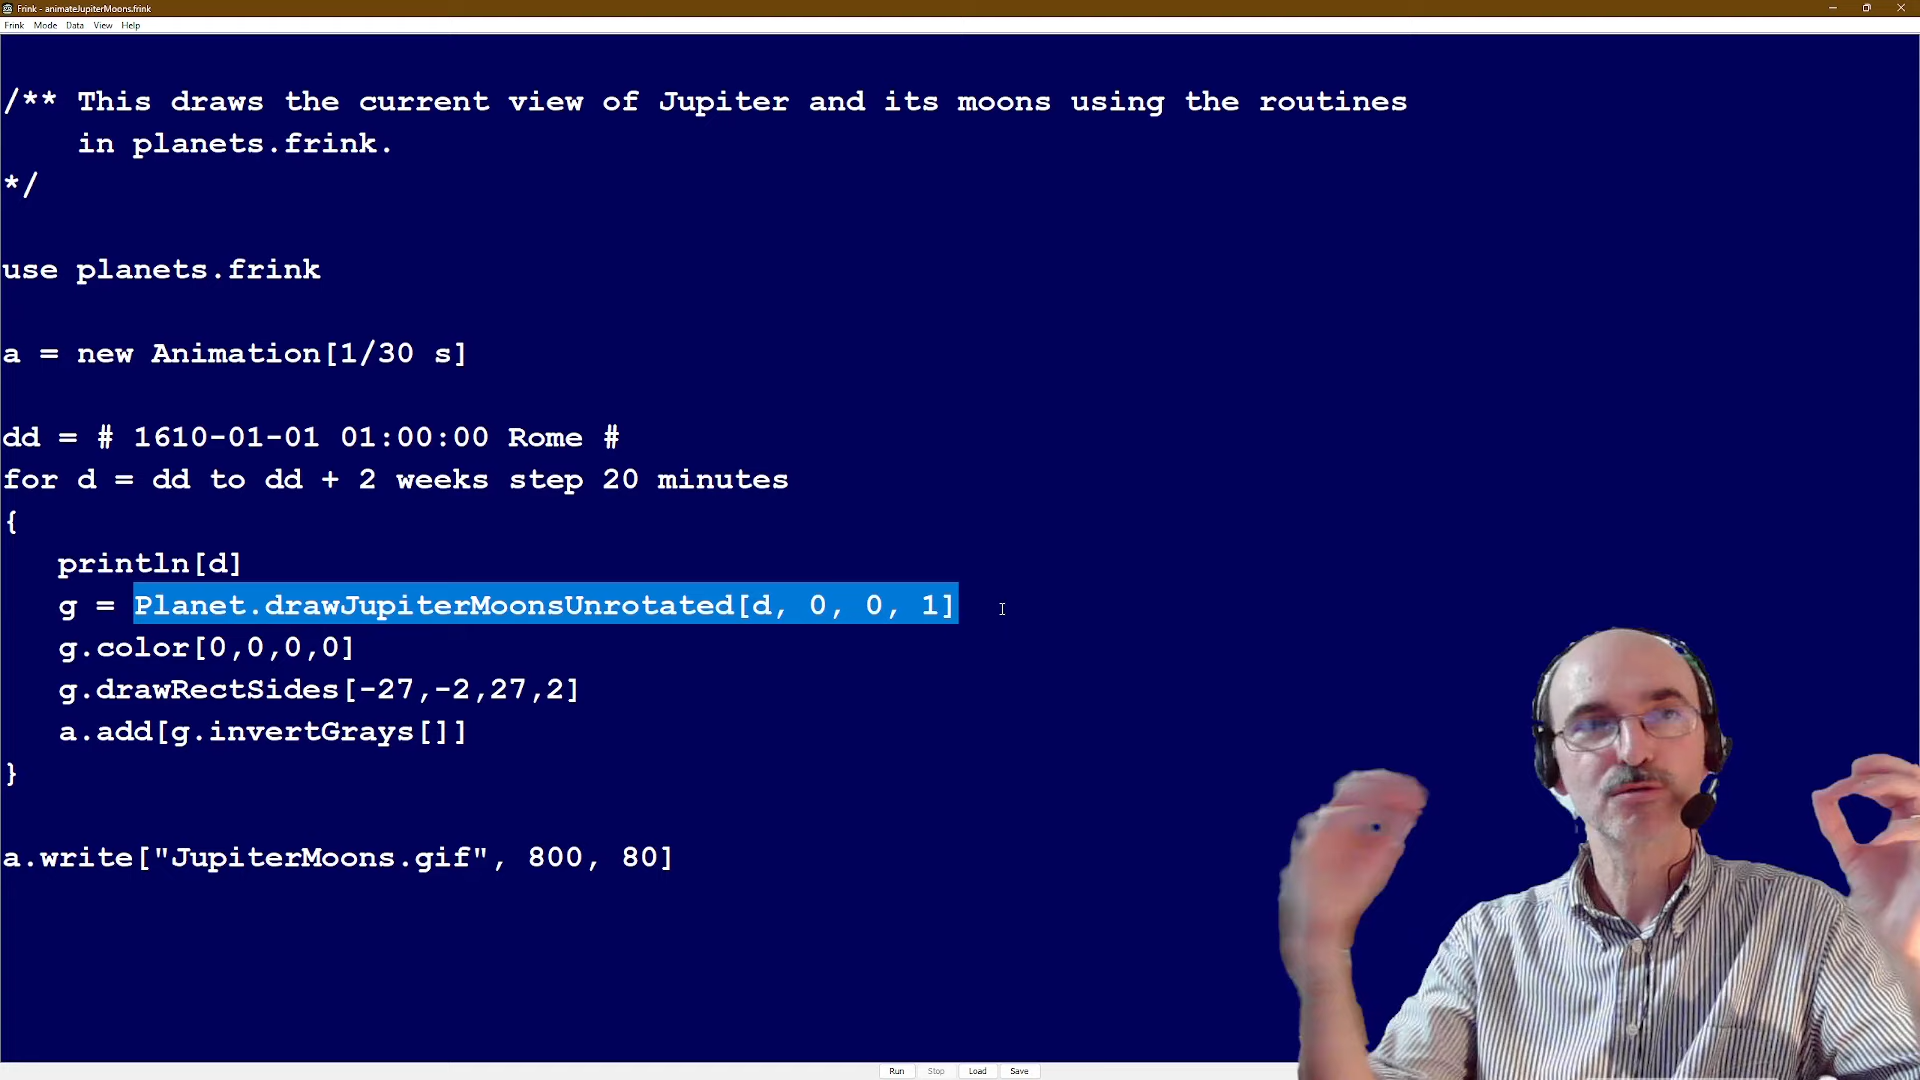 Frink - animateJupiterMoons.frink
Frink Mode Data View Help
/** This draws the current view of Jupiter and its moons using the routines
in planets.frink.
*/
use planets.frink
a = new Animation[1/30 s]
dd = # 1610-01-01 01:00:00 Rome #
for d = dd to dd + 2 weeks step 20 minutes
{
println[d]
g = Planet.drawJupiterMoonsUnrotated[d, 0, 0, 1]
g.color[0,0,0,0]
g.drawRectSides[-27,-2,27,2]
a.add[g.invertGrays[]]
}
a.write["JupiterMoons.gif", 800, 80]
Run Stop Load Save